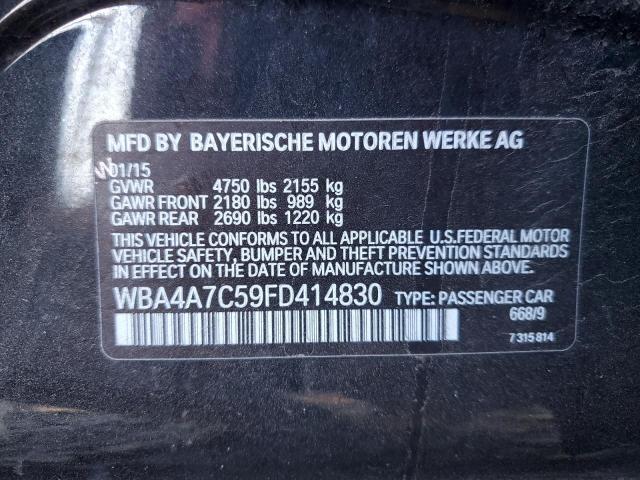 MFD BY BAYERISCHE MOTOREN WERKE AG
01/15
GVWR 4750 lbs 2155 kg
GAWR FRONT 2180 lbs 989 kg
GAWR REAR 2690 lbs 1220 kg
THIS VEHICLE CONFORMS TO ALL APPLICABLE U.S.FEDERAL MOTOR
VEHICLE SAFETY, BUMPER AND THEFT PREVENTION STANDARDS
IN EFFECT ON THE DATE OF MANUFACTURE SHOWN ABOVE.
WBA4A7C59FD414830 TYPE: PASSENGER CAR
668/9
7 315 814